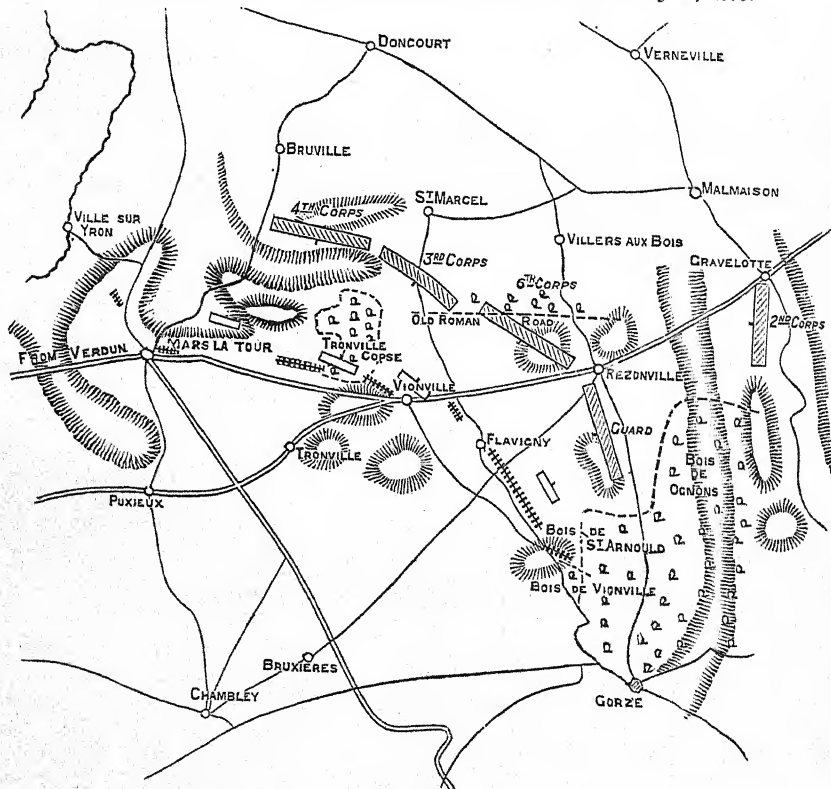 DONCOURT
VERNEVILLE
BRUVILLE
ST MARCEL
MALMAISON
4TH CORPS
VILLE SUR
YRON
3RD CORPS
VILLERS AUX BOIS
6TH CORPS
GRAVELOTTE
2ND CORPS
OLD ROMAN ROAD
FROM VERDUN
MARS LA TOUR
TRONVILLE
COPSE
VIONVILLE
REZONVILLE
FLAVIGNY
GUARD
TRONVILLE
BOIS
DE
OGNONS
PUXIEUX
BOIS DE
ST ARNOULD
BOIS DE VIONVILLE
BRUXIÈRES
CHAMBLEY
GORZE